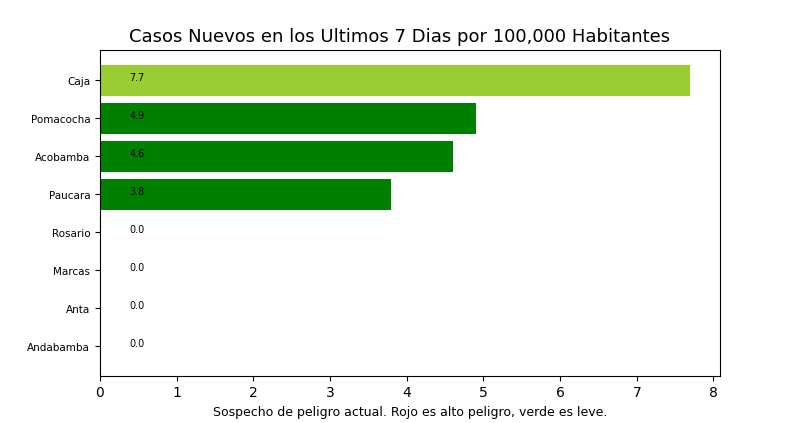 Casos Nuevos en los Ultimos 7 Dias por 100,000 Habitantes
Caja 7.7
Pomacocha 4.9
Acobamba 4.6
Paucara 3.8
Rosario 0.0
Marcas 0.0
Anta 0.0
Andabamba 0.0
0 1 2 3 4 5 6 7 8
Sospecho de peligro actual. Rojo es alto peligro, verde es leve.